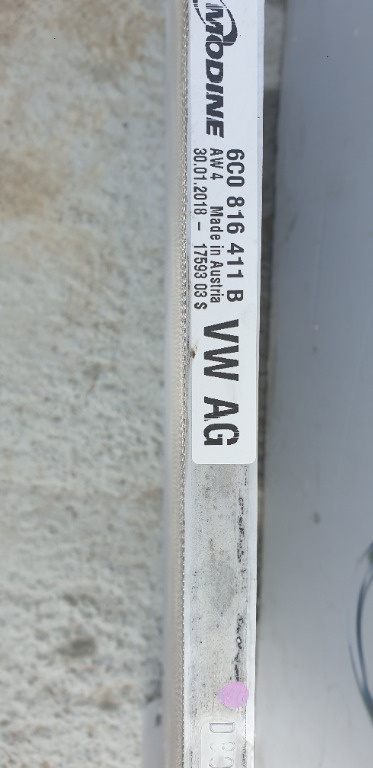 MODINE
6C0 816 411 B
AW 4 Made in Austria
30.01.2018 - 17593 03 S
VW AG